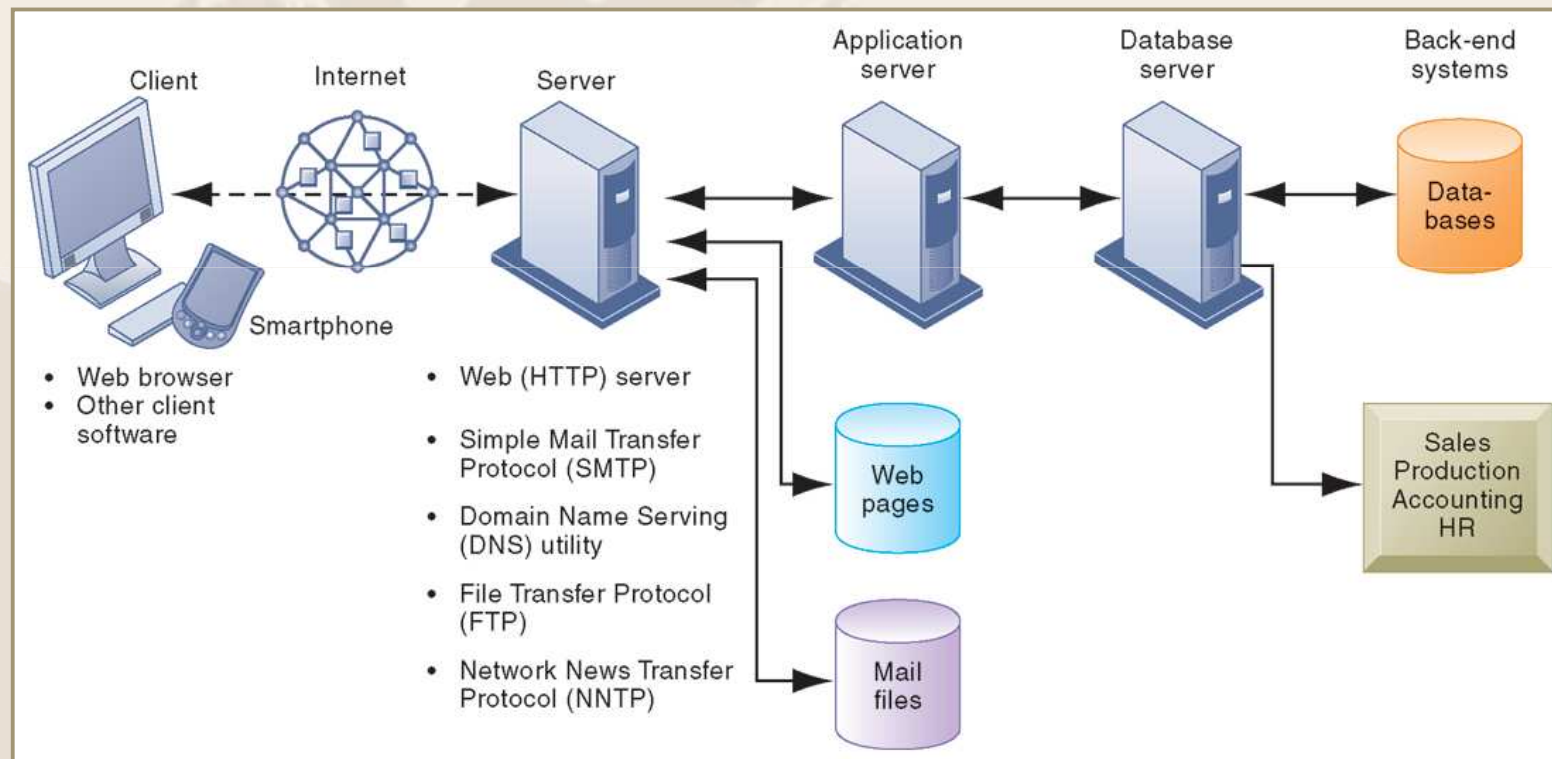 Client
Internet
Server
Application
server
Database
server
Back-end
systems
Data-
bases
Smartphone
• Web browser
• Other client
software
• Web (HTTP) server
• Simple Mail Transfer
Protocol (SMTP)
• Domain Name Serving
(DNS) utility
• File Transfer Protocol
(FTP)
• Network News Transfer
Protocol (NNTP)
Web
pages
Mail
files
Sales
Production
Accounting
HR